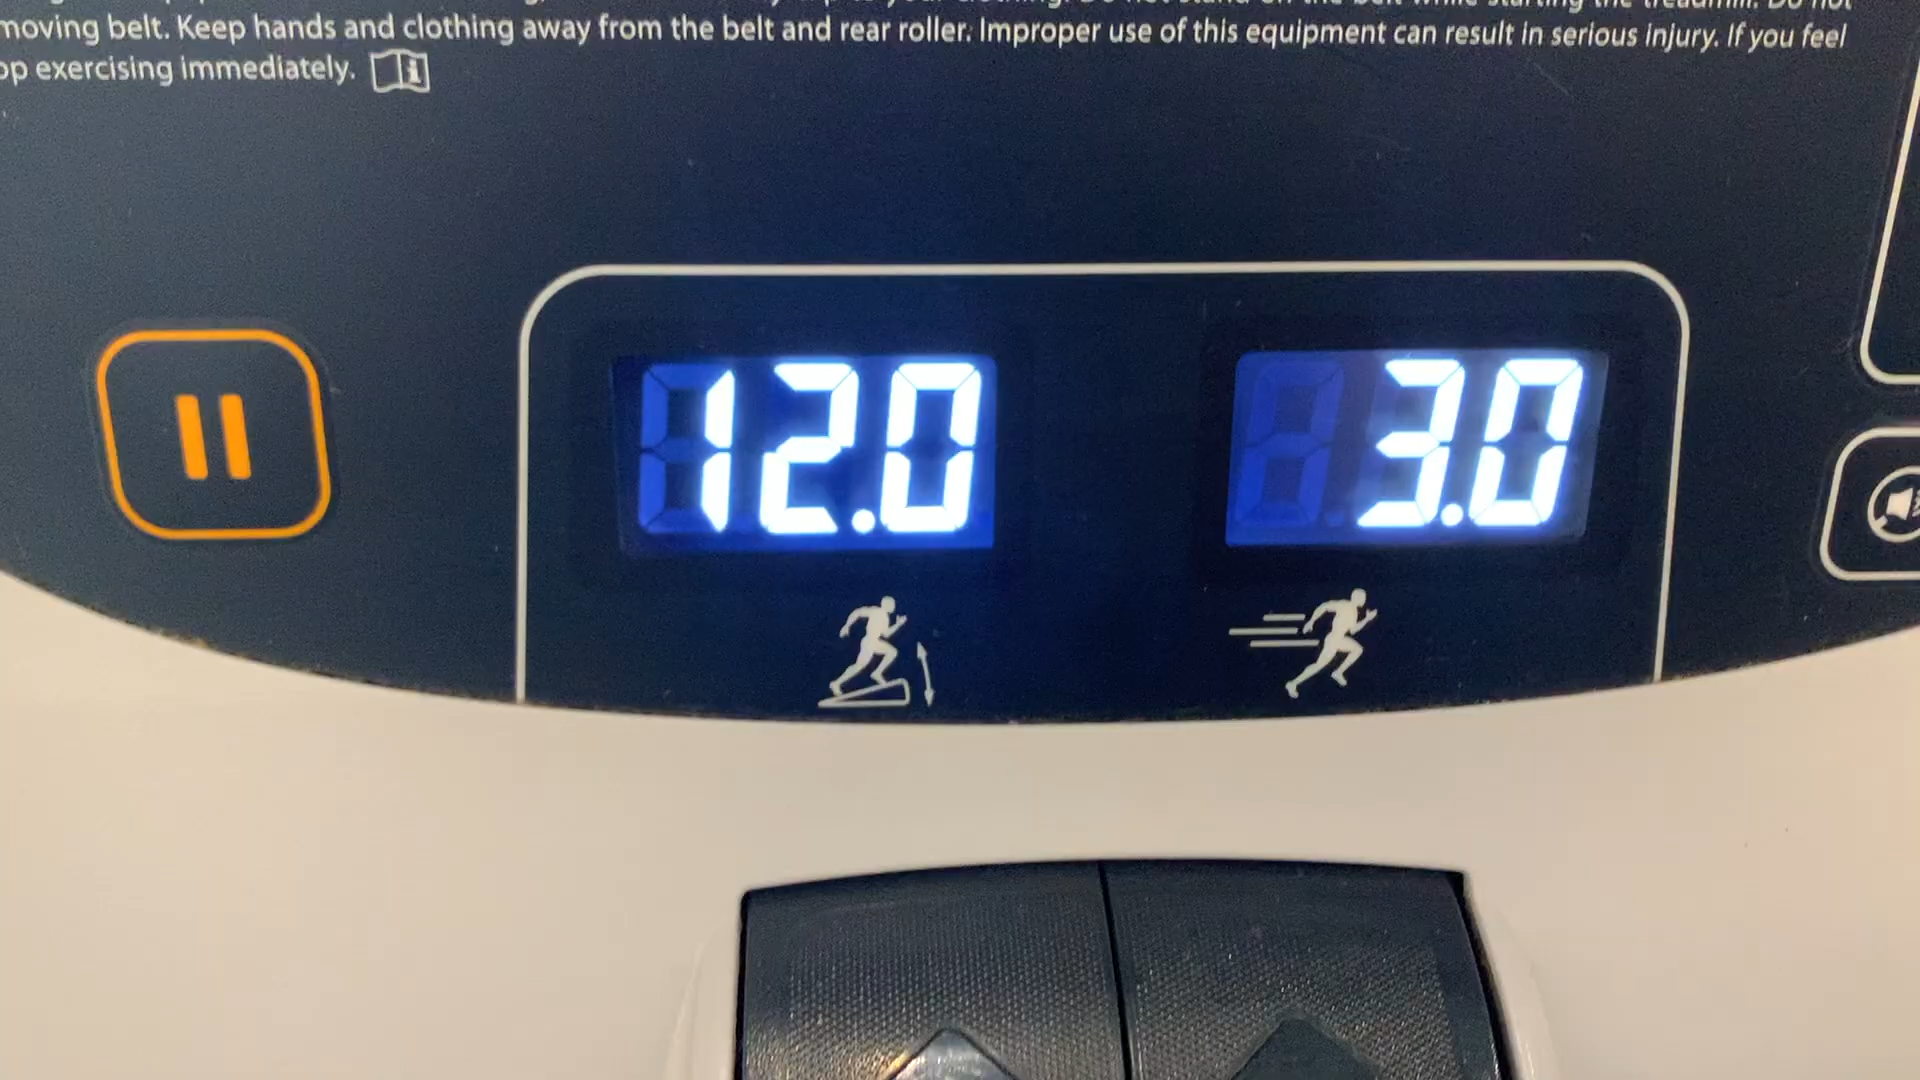 moving belt. Keep hands and clothing away from the belt and rear roller. Improper use of this equipment can result in serious injury. If you feel
exercising immediately.
12.0 3.0